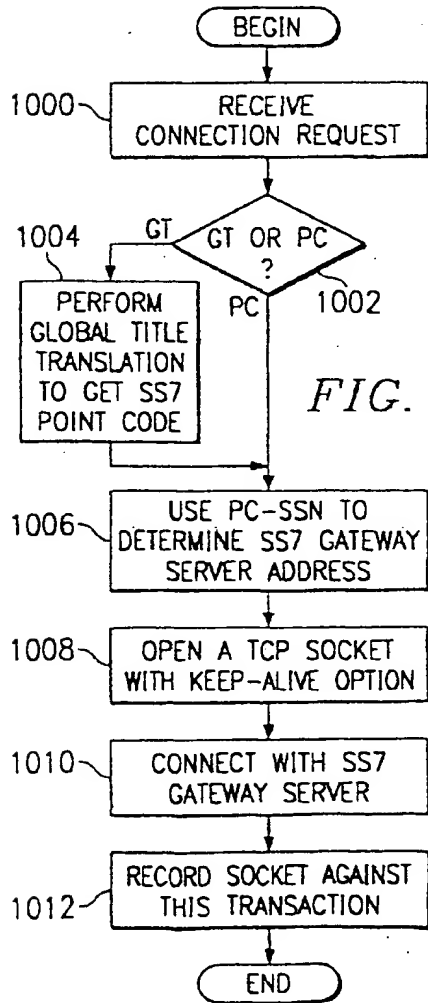 BEGIN
1000
RECEIVE
CONNECTION REQUEST
GT
GT OR PC
?
1002
PC
1004
PERFORM
GLOBAL TITLE
TRANSLATION
TO GET SS7
POINT CODE
FIG.
1006
USE PC-SSN TO
DETERMINE SS7 GATEWAY
SERVER ADDRESS
1008
OPEN A TCP SOCKET
WITH KEEP-ALIVE OPTION
1010
CONNECT WITH SS7
GATEWAY SERVER
1012
RECORD SOCKET AGAINST
THIS TRANSACTION
END